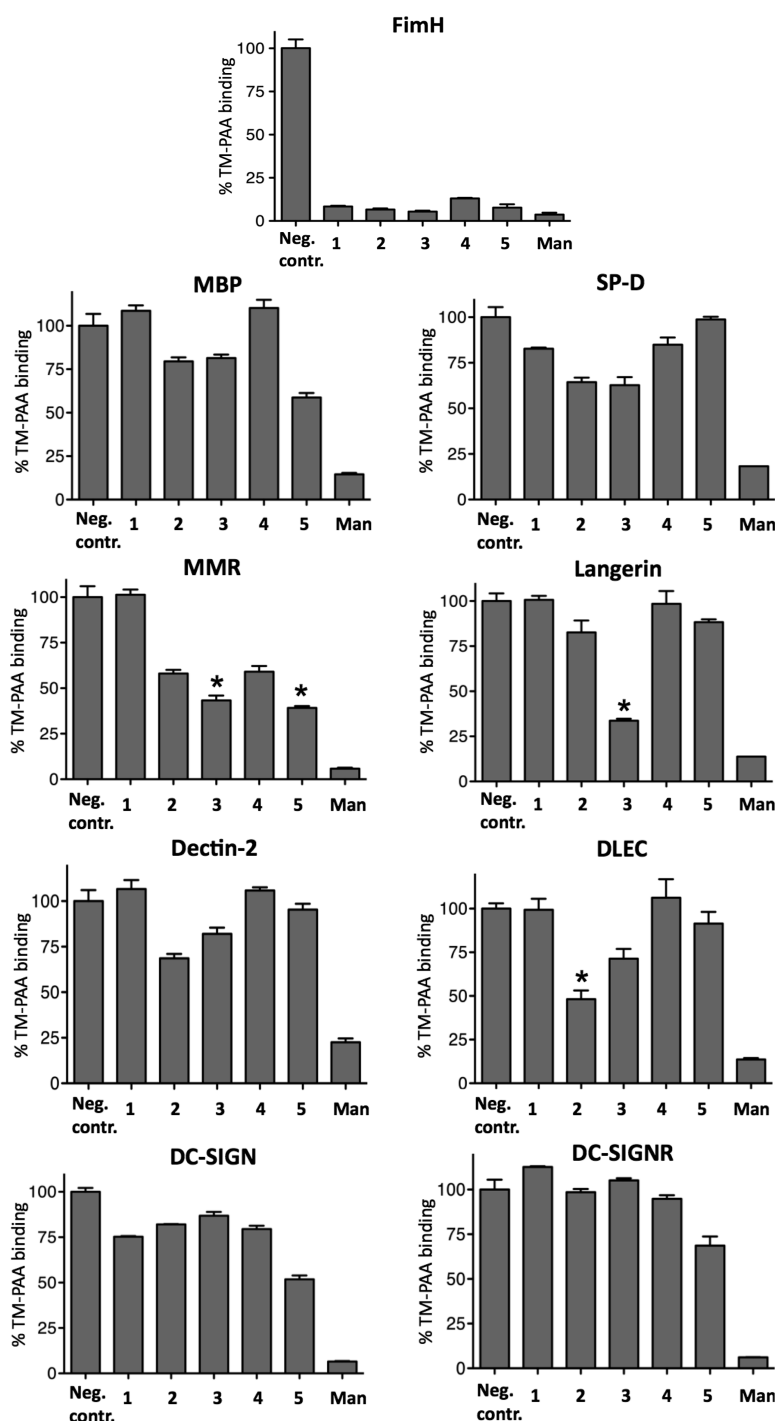 FimH
% TM-PAA binding
100
75
50
25
0
Neg. contr. 1 2 3 4 5 Man
MBP
% TM-PAA binding
100
75
50
25
0
Neg. contr. 1 2 3 4 5 Man
SP-D
% TM-PAA binding
100
75
50
25
0
Neg. contr. 1 2 3 4 5 Man
MMR
% TM-PAA binding
100
75
50
25
0
* *
Neg. contr. 1 2 3 4 5 Man
Langerin
% TM-PAA binding
100
75
50
25
0
*
Neg. contr. 1 2 3 4 5 Man
Dectin-2
% TM-PAA binding
100
75
50
25
0
Neg. contr. 1 2 3 4 5 Man
DLEC
% TM-PAA binding
100
75
50
25
0
*
Neg. contr. 1 2 3 4 5 Man
DC-SIGN
% TM-PAA binding
100
75
50
25
0
Neg. contr. 1 2 3 4 5 Man
DC-SIGNR
% TM-PAA binding
100
75
50
25
0
Neg. contr. 1 2 3 4 5 Man